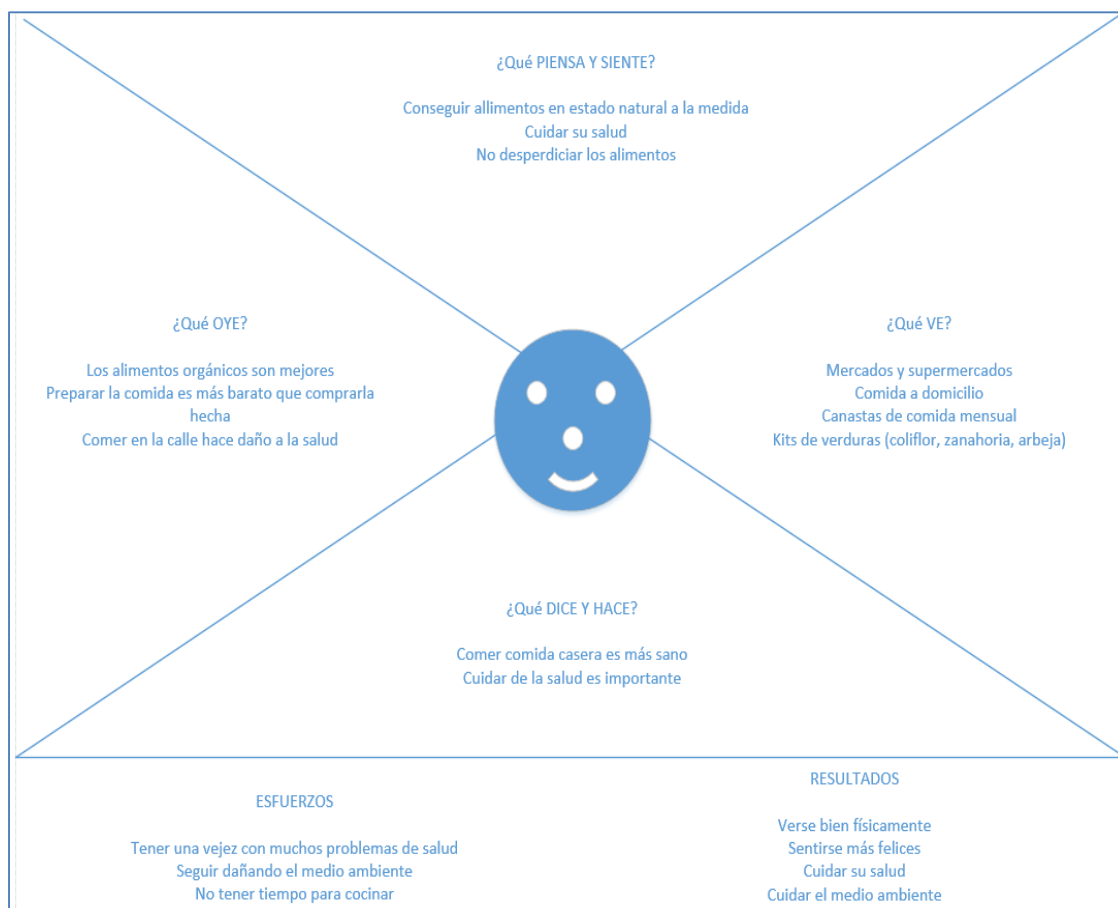 ¿Qué PIENSA Y SIENTE?
Conseguir allimentos en estado natural a la medida
Cuidar su salud
No desperdiciar los alimentos
¿Qué OYE?
Los alimentos orgánicos son mejores
Preparar la comida es más barato que comprarla
hecha
Comer en la calle hace daño a la salud
¿Qué VE?
Mercados y supermercados
Comida a domicilio
Canastas de comida mensual
Kits de verduras (coliflor, zanahoria, arbeja)
¿Qué DICE Y HACE?
Comer comida casera es más sano
Cuidar de la salud es importante
ESFUERZOS
Tener una vejez con muchos problemas de salud
Seguir dañando el medio ambiente
No tener tiempo para cocinar
RESULTADOS
Verse bien físicamente
Sentirse más felices
Cuidar su salud
Cuidar el medio ambiente